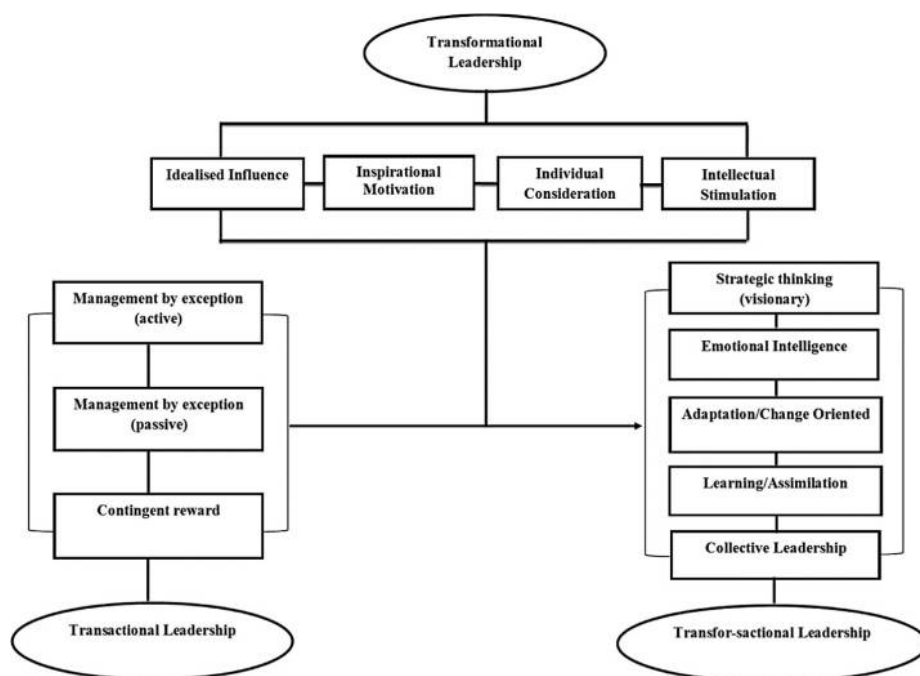 Transformational
Leadership
Idealised Influence
Inspirational
Motivation
Individual
Consideration
Intellectual
Stimulation
Management by exception
(active)
Management by exception
(passive)
Contingent reward
Transactional Leadership
Strategic thinking
(visionary)
Emotional Intelligence
Adaptation/Change Oriented
Learning/Assimilation
Collective Leadership
Transfor-sactional Leadership